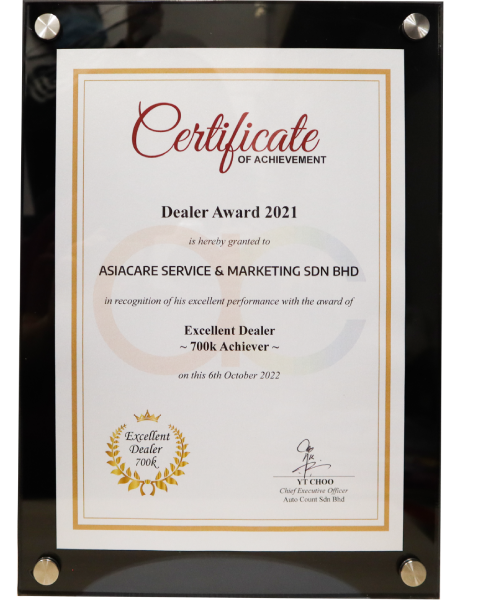 Certificate
OF ACHIEVEMENT
Dealer Award 2021
is hereby granted to
ASIACARE SERVICE & MARKETING SDN BHD
in recognition of his excellent performance with the award of
Excellent Dealer
~ 700k Achiever ~
on this 6th October 2022
Excellent
Dealer
700k
YT CHOO
Chief Executive Officer
Auto Count Sdn Bhd